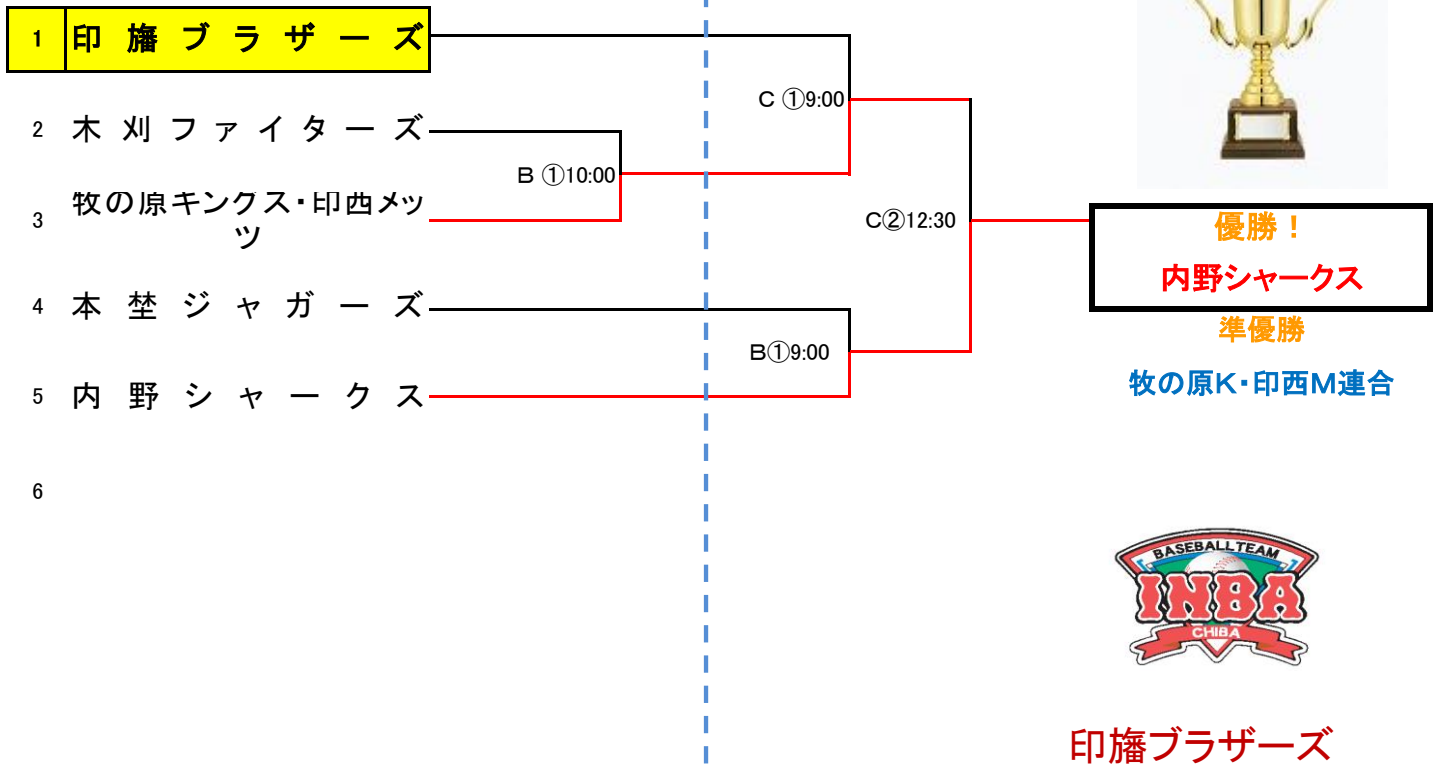 1 印旛ブラザーズ
C ①9:00
2 木刈ファイターズ
B ①10:00
3 牧の原キングス・印西メッ
ツ
C②12:30
優勝！
内野シャークス
4 本埜ジャガーズ
準優勝
B①9:00
牧の原K・印西M連合
5 内野シャークス
6
BASEBALL TEAM
INBA
CHIBA
印旛ブラザーズ